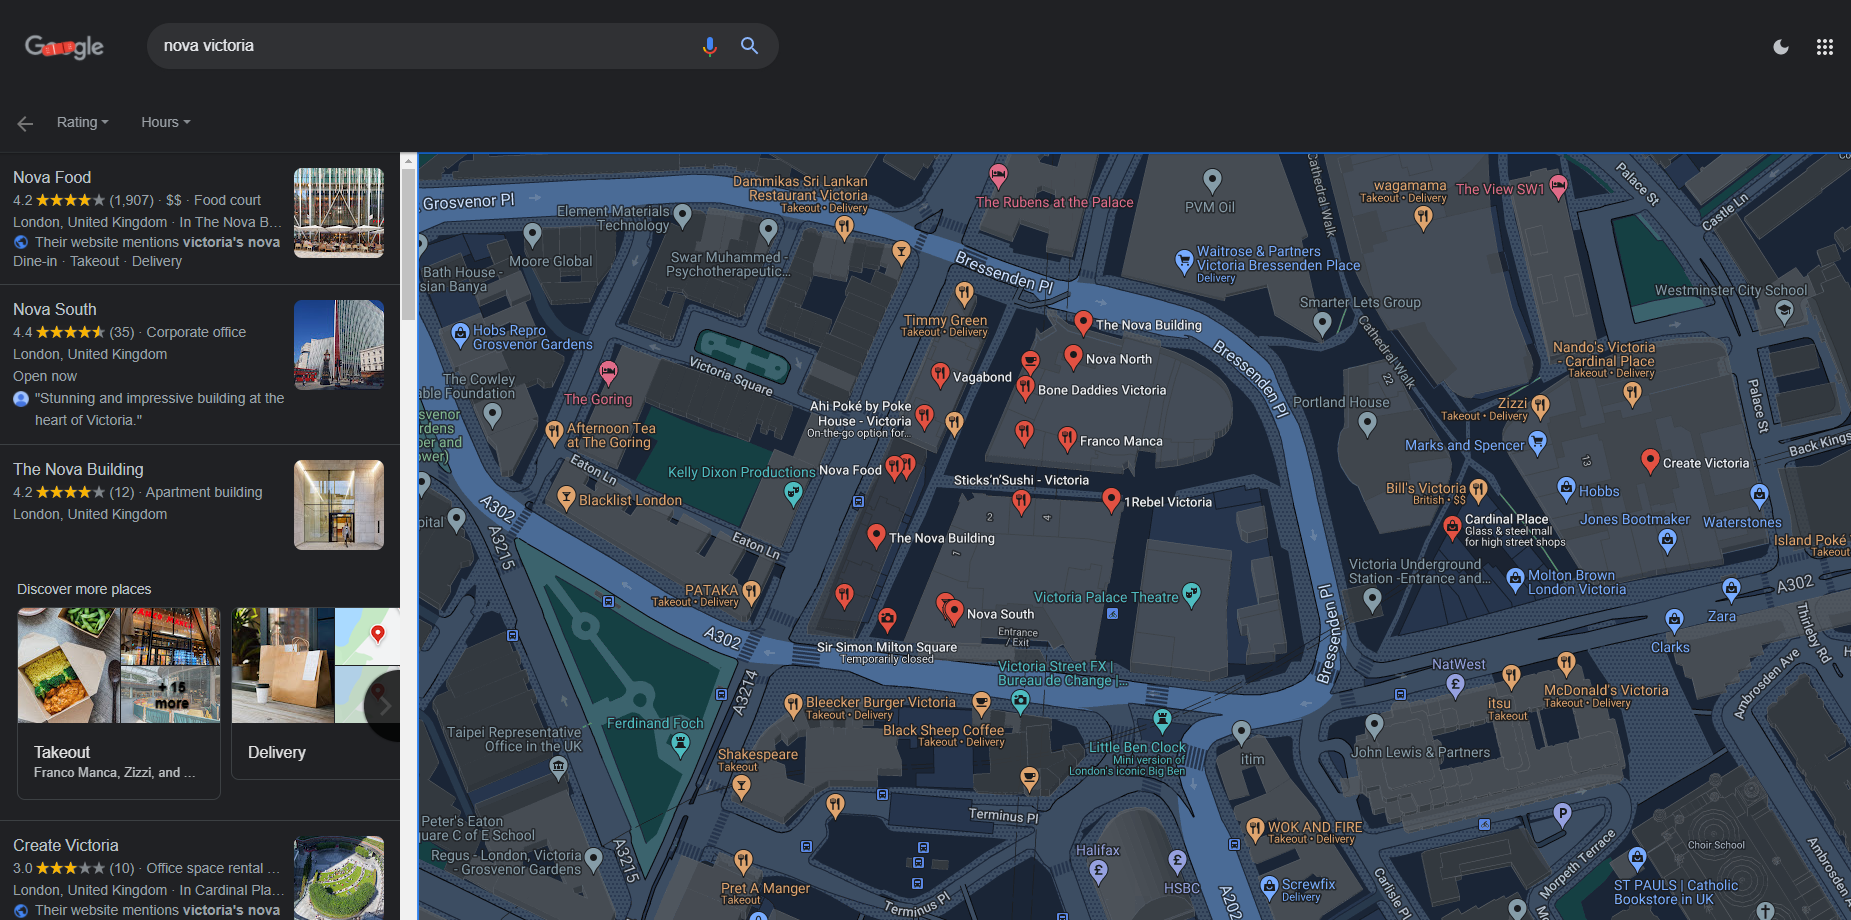 Google
nova victoria
Rating
Hours
Nova Food
4.2 (1,907) · $$ · Food court
London, United Kingdom · In The Nova B...
Their website mentions victoria's nova
Dine-in · Takeout · Delivery
Nova South
4.4 (35) · Corporate office
London, United Kingdom
Open now
"Stunning and impressive building at the
heart of Victoria."
The Nova Building
4.2 (12) · Apartment building
London, United Kingdom
Discover more places
+ 15
more
Takeout
Franco Manca, Zizzi, and ...
Delivery
Create Victoria
3.0 (10) · Office space rental ...
London, United Kingdom · In Cardinal Pla...
Their website mentions victoria's nova
Grosvenor Pl
Element Materials
Technology
Dammikas Sri Lankan
Restaurant Victoria
Takeout • Delivery
The Rubens at the Palace
PVM Oil
Cathedral Walk
wagamama
Takeout • Delivery
The View SW1
Palace St
Castle Ln
Bath House -
sian Banya
Moore Global
Swar Muhammed -
Psychotherapeutic...
Bressenden Pl
Waitrose & Partners
Victoria Bressenden Place
Delivery
Smarter Lets Group
Westminster City School
Hobs Repro
Grosvenor Gardens
Timmy Green
Takeout • Delivery
The Nova Building
Nova North
Bressenden Pl
Cathedral Walk
22
Nando's Victoria
- Cardinal Place
Takeout • Delivery
Victoria Square
The Cowley
ble Foundation
The Goring
Vagabond
Bone Daddies Victoria
Portland House
Zizzi
Takeout • Delivery
Palace St
svenor
rdens
per and
ower)
Afternoon Tea
at The Goring
Ahi Poké by Poke
House - Victoria
On-the-go option for...
Franco Manca
Marks and Spencer
Back Kings
Eaton Ln
Kelly Dixon Productions
Nova Food
Sticks'n'Sushi - Victoria
13
Create Victoria
A302
Blacklist London
1Rebel Victoria
Bill's Victoria
British • $$
Hobbs
2
4
pital
A3215
Eaton Ln
The Nova Building
1
Cardinal Place
Glass & steel mall
for high street shops
Jones Bootmaker
Waterstones
Island Poké
Takeout
Victoria Underground
Station -Entrance and...
Molton Brown
London Victoria
A302
PATAKA
Takeout • Delivery
Victoria Palace Theatre
Bressenden Pl
Nova South
Entrance
/ Exit
Zara
Thirleby Rd
A302
Sir Simon Milton Square
Temporarily closed
Clarks
Victoria Street FX |
Bureau de Change |...
NatWest
itsu
Takeout
McDonald's Victoria
Takeout • Delivery
Ambrosden Ave
A3214
Bleecker Burger Victoria
Takeout • Delivery
Black Sheep Coffee
Takeout • Delivery
Ferdinand Foch
Taipei Representative
Office in the UK
Shakespeare
Takeout
Little Ben Clock
Mini version of
London's iconic Big Ben
itim
John Lewis & Partners
Terminus Pl
Peter's Eaton
uare C of E School
Regus - London, Victoria
- Grosvenor Gardens
A3215
WOK AND FIRE
Takeout • Delivery
Halifax
HSBC
Morpeth Terrace
Choir School
Ambrosden Av
Pret A Manger
Takeout
Terminus Pl
A202
Screwfix
Delivery
Carlisle Pl
ST PAULS | Catholic
Bookstore in UK